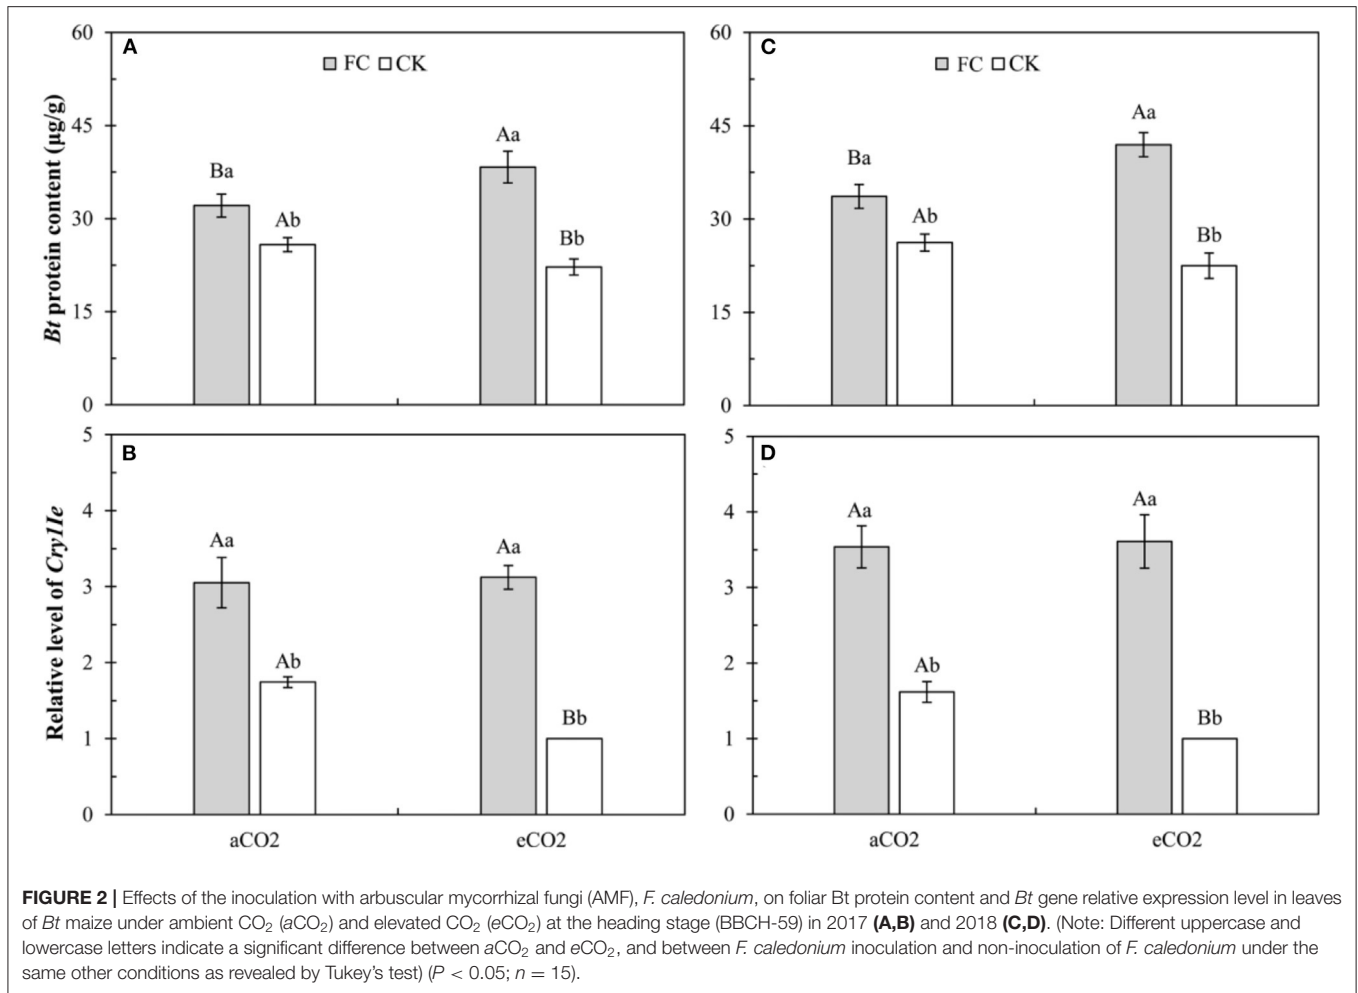 A
FC CK
60
45
30
15
0
Bt protein content (µg/g)
Ba
Ab
Aa
Bb
C
FC CK
60
45
30
15
0
Ba
Ab
Aa
Bb
B
5
4
3
2
1
0
Relative level of Cry1Ie
Aa
Ab
Aa
Bb
aCO2 eCO2
D
5
4
3
2
1
0
Aa
Ab
Aa
Bb
aCO2 eCO2
FIGURE 2 | Effects of the inoculation with arbuscular mycorrhizal fungi (AMF), F. caledonium, on foliar Bt protein content and Bt gene relative expression level in leaves
of Bt maize under ambient CO₂ (aCO₂) and elevated CO₂ (eCO₂) at the heading stage (BBCH-59) in 2017 (A,B) and 2018 (C,D). (Note: Different uppercase and
lowercase letters indicate a significant difference between aCO₂ and eCO₂, and between F. caledonium inoculation and non-inoculation of F. caledonium under the
same other conditions as revealed by Tukey's test) (P < 0.05; n = 15).